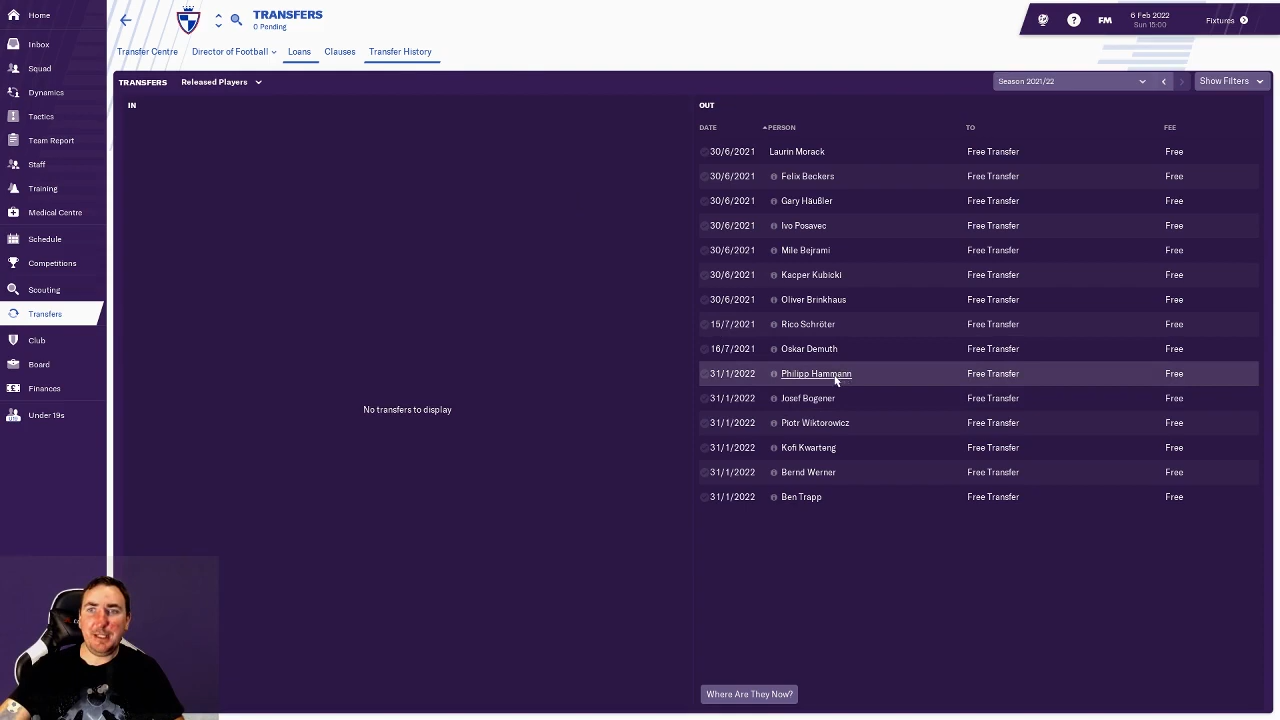 Home
Inbox
Squad
Dynamics
Tactics
Team Report
Staff
Training
Medical Centre
Schedule
Competitions
Scouting
Transfers
Club
Board
Finances
Under 19s
TRANSFERS
0 Pending
FM
6 Feb 2022
Sun 15:00
Fixtures
Transfer Centre
Director of Football
Loans
Clauses
Transfer History
TRANSFERS Released Players
Season 2021/22
Show Filters
IN
No transfers to display
OUT
DATE PERSON TO FEE
30/6/2021 Laurin Morack Free Transfer Free
30/6/2021 Felix Beckers Free Transfer Free
30/6/2021 Gary Häußler Free Transfer Free
30/6/2021 Ivo Posavec Free Transfer Free
30/6/2021 Mile Bejrami Free Transfer Free
30/6/2021 Kacper Kubicki Free Transfer Free
30/6/2021 Oliver Brinkhaus Free Transfer Free
15/7/2021 Rico Schröter Free Transfer Free
16/7/2021 Oskar Demuth Free Transfer Free
31/1/2022 Philipp Hammann Free Transfer Free
31/1/2022 Josef Bogener Free Transfer Free
31/1/2022 Piotr Wiktorowicz Free Transfer Free
31/1/2022 Kofi Kwarteng Free Transfer Free
31/1/2022 Bernd Werner Free Transfer Free
31/1/2022 Ben Trapp Free Transfer Free
Where Are They Now?